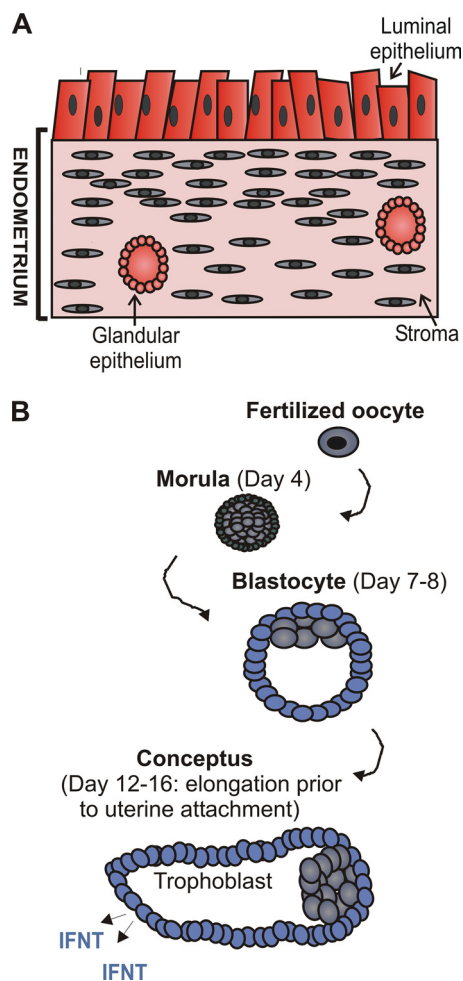 A
Luminal
epithelium
ENDOMETRIUM
Glandular
epithelium
Stroma
B
Fertilized oocyte
Morula (Day 4)
Blastocyte (Day 7-8)
Conceptus
(Day 12-16: elongation prior
to uterine attachment)
Trophoblast
IFNT
IFNT